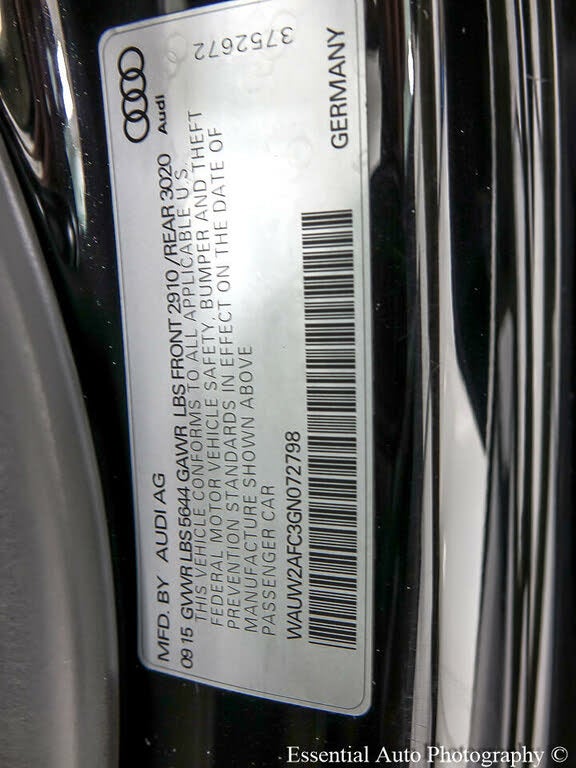 MFD. BY AUDI AG
Audi
09 15 GVWR LBS 5644 GAWR LBS FRONT 2910 /REAR 3020
THIS VEHICLE CONFORMS TO ALL APPLICABLE U.S.
FEDERAL MOTOR VEHICLE SAFETY, BUMPER AND THEFT
PREVENTION STANDARDS IN EFFECT ON THE DATE OF
MANUFACTURE SHOWN ABOVE
PASSENGER CAR
3752672
WAUW2AFC3GN072798
GERMANY
Essential Auto Photography ©